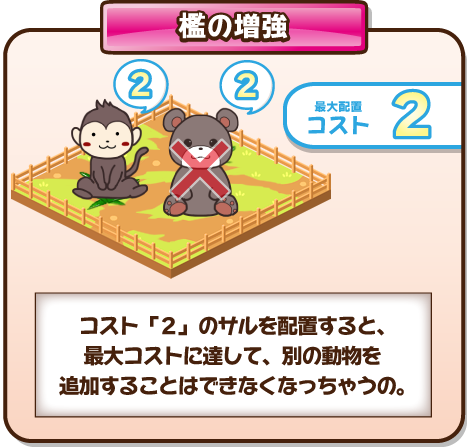 檻の増強
2
2
最大配置
コスト 2
コスト「2」のサルを配置すると、
最大コストに達して、別の動物を
追加することはできなくなっちゃうの。